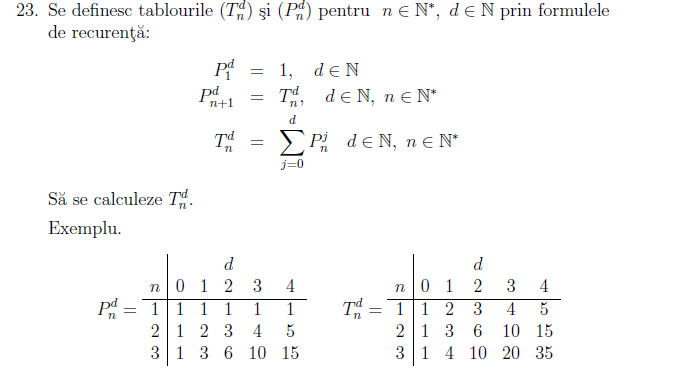 23. Se definesc tablourile (T_n^d) şi (P_n^d) pentru n ∈ ℕ*, d ∈ ℕ prin formulele
de recurenţă:
P_1^d = 1, d ∈ ℕ
P_{n+1}^d = T_n^d, d ∈ ℕ, n ∈ ℕ*
T_n^d = ∑_{j=0}^{d} P_n^j d ∈ ℕ, n ∈ ℕ*
Să se calculeze T_n^d.
Exemplu.
d d
n 0 1 2 3 4 n 0 1 2 3 4
P_n^d = 1 1 1 1 1 1 T_n^d = 1 1 2 3 4 5
2 1 2 3 4 5 2 1 3 6 10 15
3 1 3 6 10 15 3 1 4 10 20 35